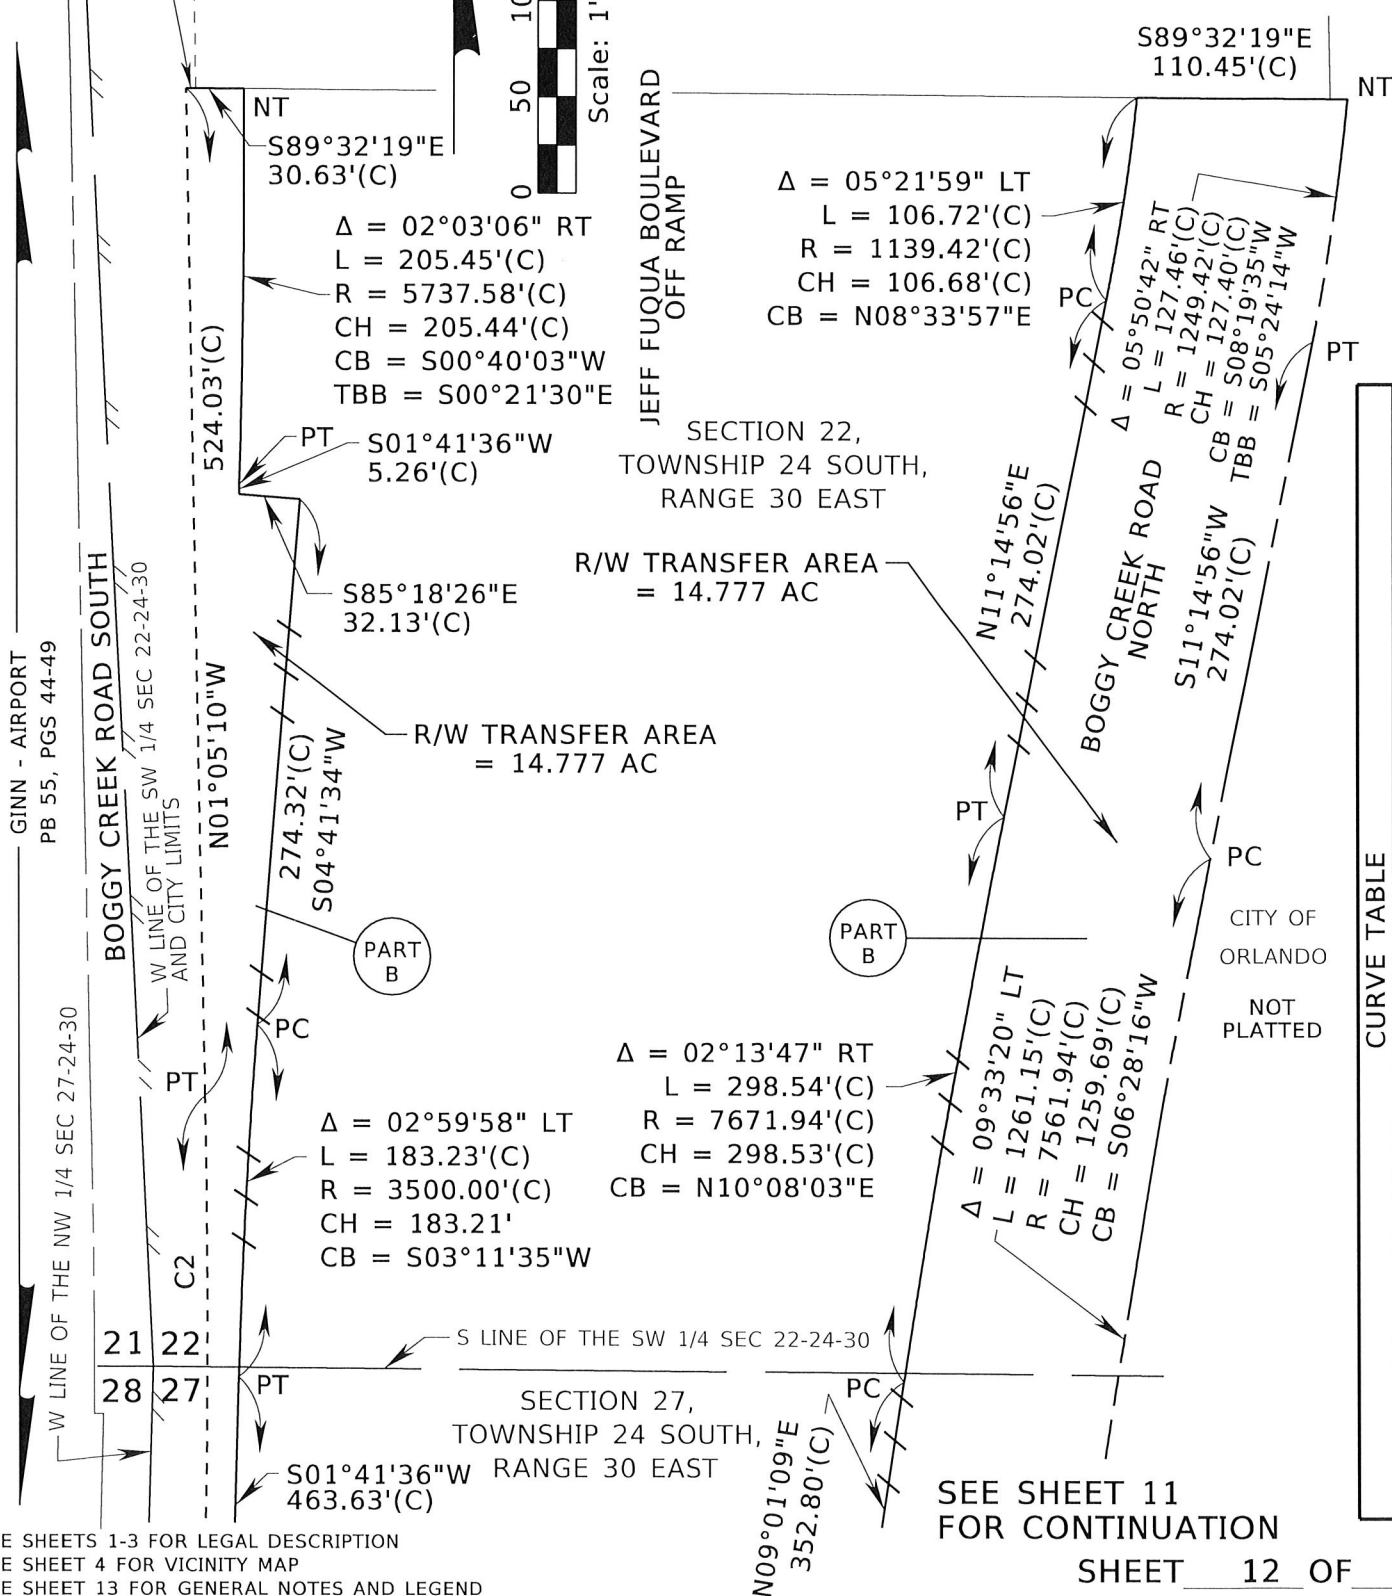 S89°32'19"E
110.45'(C)
NT
NT
S89°32'19"E
30.63'(C)
0
50
Scale: 1"
JEFF FUQUA BOULEVARD
OFF RAMP
Δ = 02°03'06" RT
L = 205.45'(C)
R = 5737.58'(C)
CH = 205.44'(C)
CB = S00°40'03"W
TBB = S00°21'30"E
Δ = 05°21'59" LT
L = 106.72'(C)
R = 1139.42'(C)
CH = 106.68'(C)
CB = N08°33'57"E
PC
Δ = 05°50'42" RT
L = 127.46'(C)
R = 1249.42'(C)
CH = 127.40'(C)
CB = S08°19'35"W
TBB = S05°24'14"W
PT
524.03'(C)
N01°05'10"W
PT
S01°41'36"W
5.26'(C)
SECTION 22,
TOWNSHIP 24 SOUTH,
RANGE 30 EAST
N11°14'56"E
274.02'(C)
BOGGY CREEK ROAD
NORTH
S11°14'56"W
274.02'(C)
R/W TRANSFER AREA
= 14.777 AC
S85°18'26"E
32.13'(C)
GINN - AIRPORT
PB 55, PGS 44-49
BOGGY CREEK ROAD SOUTH
W LINE OF THE SW 1/4 SEC 22-24-30
AND CITY LIMITS
R/W TRANSFER AREA
= 14.777 AC
274.32'(C)
S04°41'34"W
PT
PC
PART
B
PART
B
CITY OF
ORLANDO
NOT
PLATTED
CURVE TABLE
W LINE OF THE NW 1/4 SEC 27-24-30
PC
PT
Δ = 02°13'47" RT
L = 298.54'(C)
R = 7671.94'(C)
CH = 298.53'(C)
CB = N10°08'03"E
Δ = 09°33'20" LT
L = 1261.15'(C)
R = 7561.94'(C)
CH = 1259.69'(C)
CB = S06°28'16"W
Δ = 02°59'58" LT
L = 183.23'(C)
R = 3500.00'(C)
CH = 183.21'
CB = S03°11'35"W
C2
21 22
28 27
S LINE OF THE SW 1/4 SEC 22-24-30
PT
PC
SECTION 27,
TOWNSHIP 24 SOUTH,
RANGE 30 EAST
S01°41'36"W
463.63'(C)
N09°01'09"E
352.80'(C)
SEE SHEET 11
FOR CONTINUATION
SHEET 12 OF
E SHEETS 1-3 FOR LEGAL DESCRIPTION
E SHEET 4 FOR VICINITY MAP
E SHEET 13 FOR GENERAL NOTES AND LEGEND